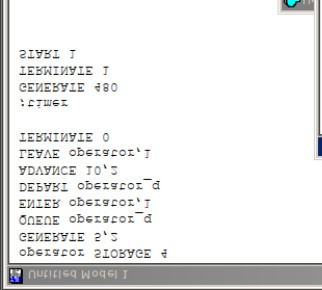 Untitled Model 1
operator STORAGE 4
GENERATE 5,2
QUEUE operator_q
ENTER operator,1
DEPART operator_q
ADVANCE 10,2
LEAVE operator,1
TERMINATE 0
;timer
GENERATE 480
TERMINATE 1
START 1